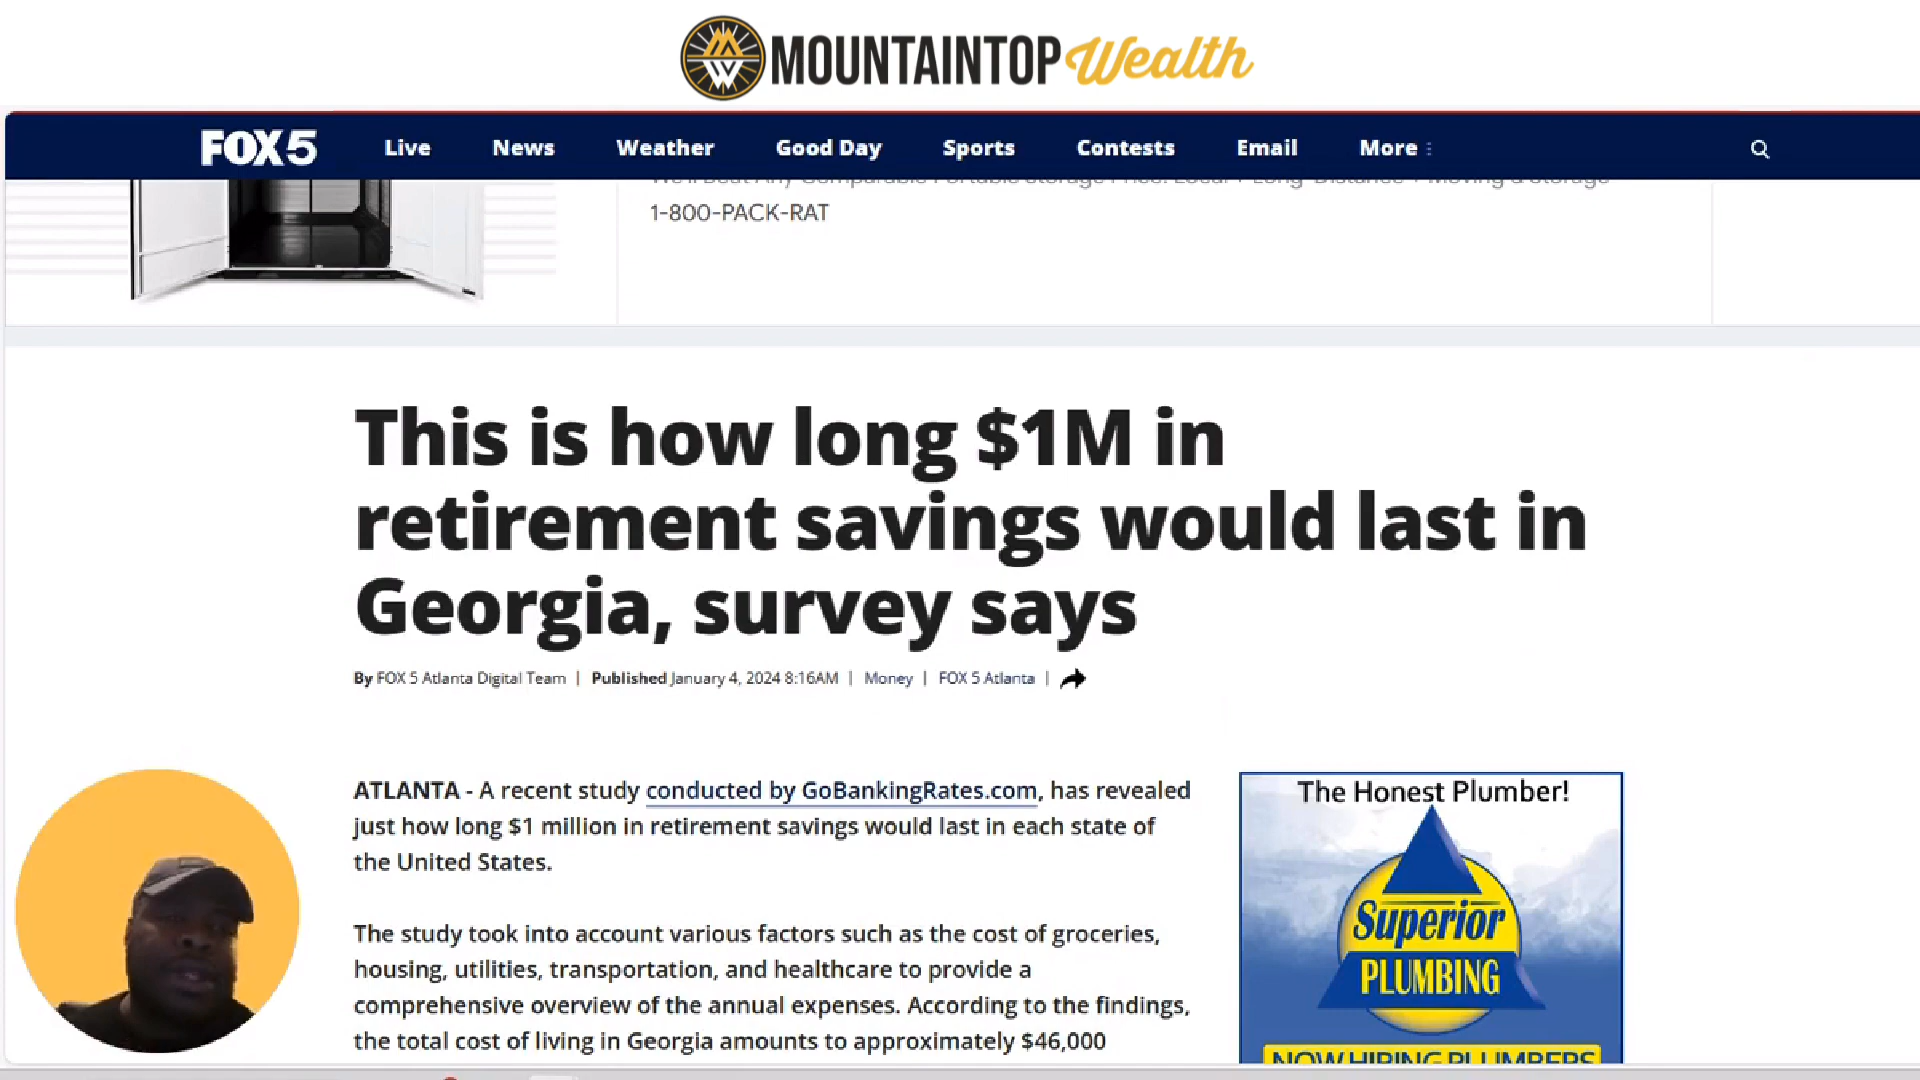 MOUNTAINTOP Wealth
FOX 5 Live News Weather Good Day Sports Contests Email More
1-800-PACK-RAT
This is how long $1M in
retirement savings would last in
Georgia, survey says
By FOX 5 Atlanta Digital Team | Published January 4, 2024 8:16AM | Money | FOX 5 Atlanta |
ATLANTA - A recent study conducted by GoBankingRates.com, has revealed
just how long $1 million in retirement savings would last in each state of
the United States.
The study took into account various factors such as the cost of groceries,
housing, utilities, transportation, and healthcare to provide a
comprehensive overview of the annual expenses. According to the findings,
the total cost of living in Georgia amounts to approximately $46,000
The Honest Plumber!
Superior
PLUMBING
NOW HIRING PLUMBERS